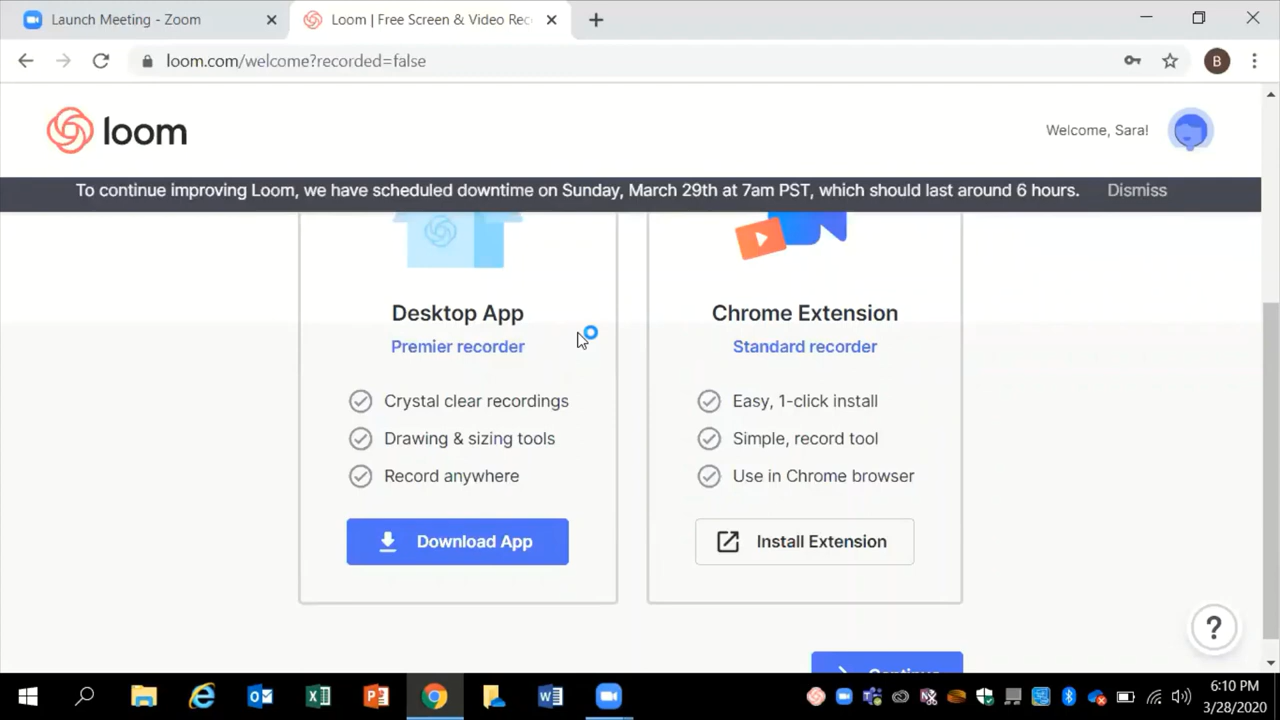 Launch Meeting - Zoom
Loom | Free Screen & Video Rec
loom.com/welcome?recorded=false
B
loom
Welcome, Sara!
To continue improving Loom, we have scheduled downtime on Sunday, March 29th at 7am PST, which should last around 6 hours.
Dismiss
Desktop App
Premier recorder
Crystal clear recordings
Drawing & sizing tools
Record anywhere
Download App
Chrome Extension
Standard recorder
Easy, 1-click install
Simple, record tool
Use in Chrome browser
Install Extension
Continue
?
6:10 PM
3/28/2020